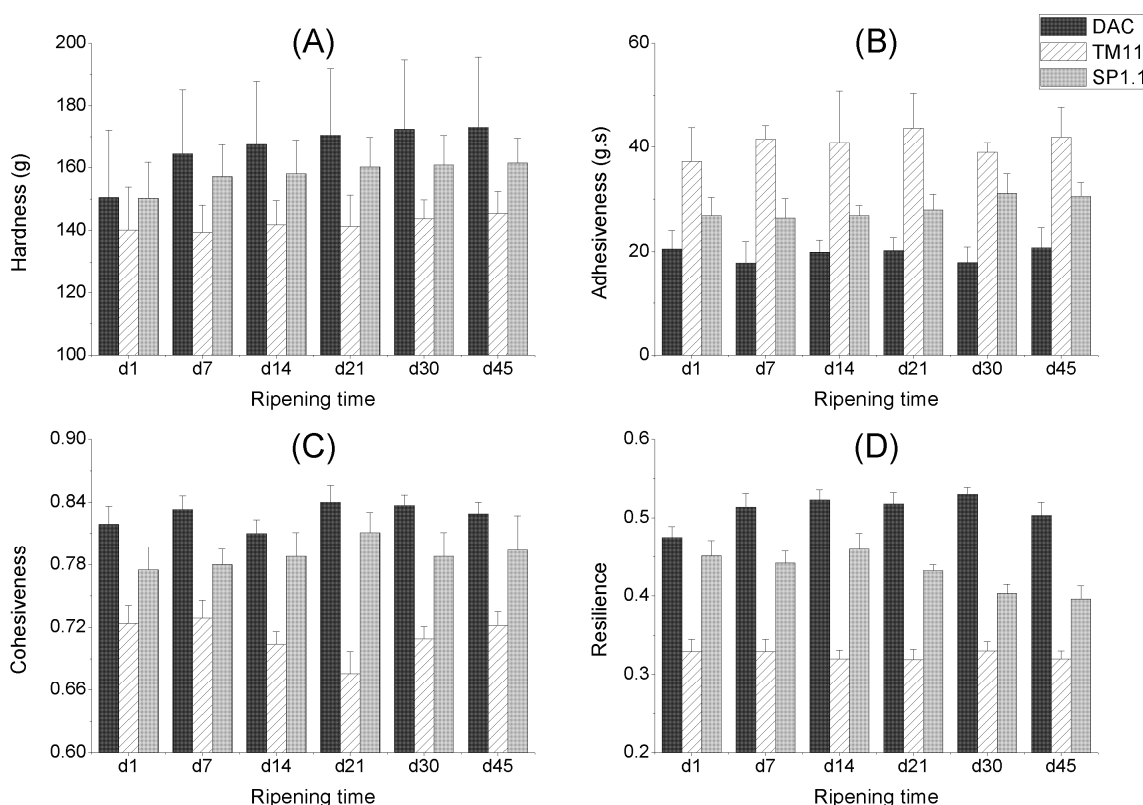 (A)
200
180
160
140
120
100
Hardness (g)
d1 d7 d14 d21 d30 d45
Ripening time
(B)
DAC
TM11
SP1.1
60
40
20
0
Adhesiveness (g.s)
d1 d7 d14 d21 d30 d45
Ripening time
(C)
0.90
0.84
0.78
0.72
0.66
0.60
Cohesiveness
d1 d7 d14 d21 d30 d45
Ripening time
(D)
0.6
0.5
0.4
0.3
0.2
Resilience
d1 d7 d14 d21 d30 d45
Ripening time